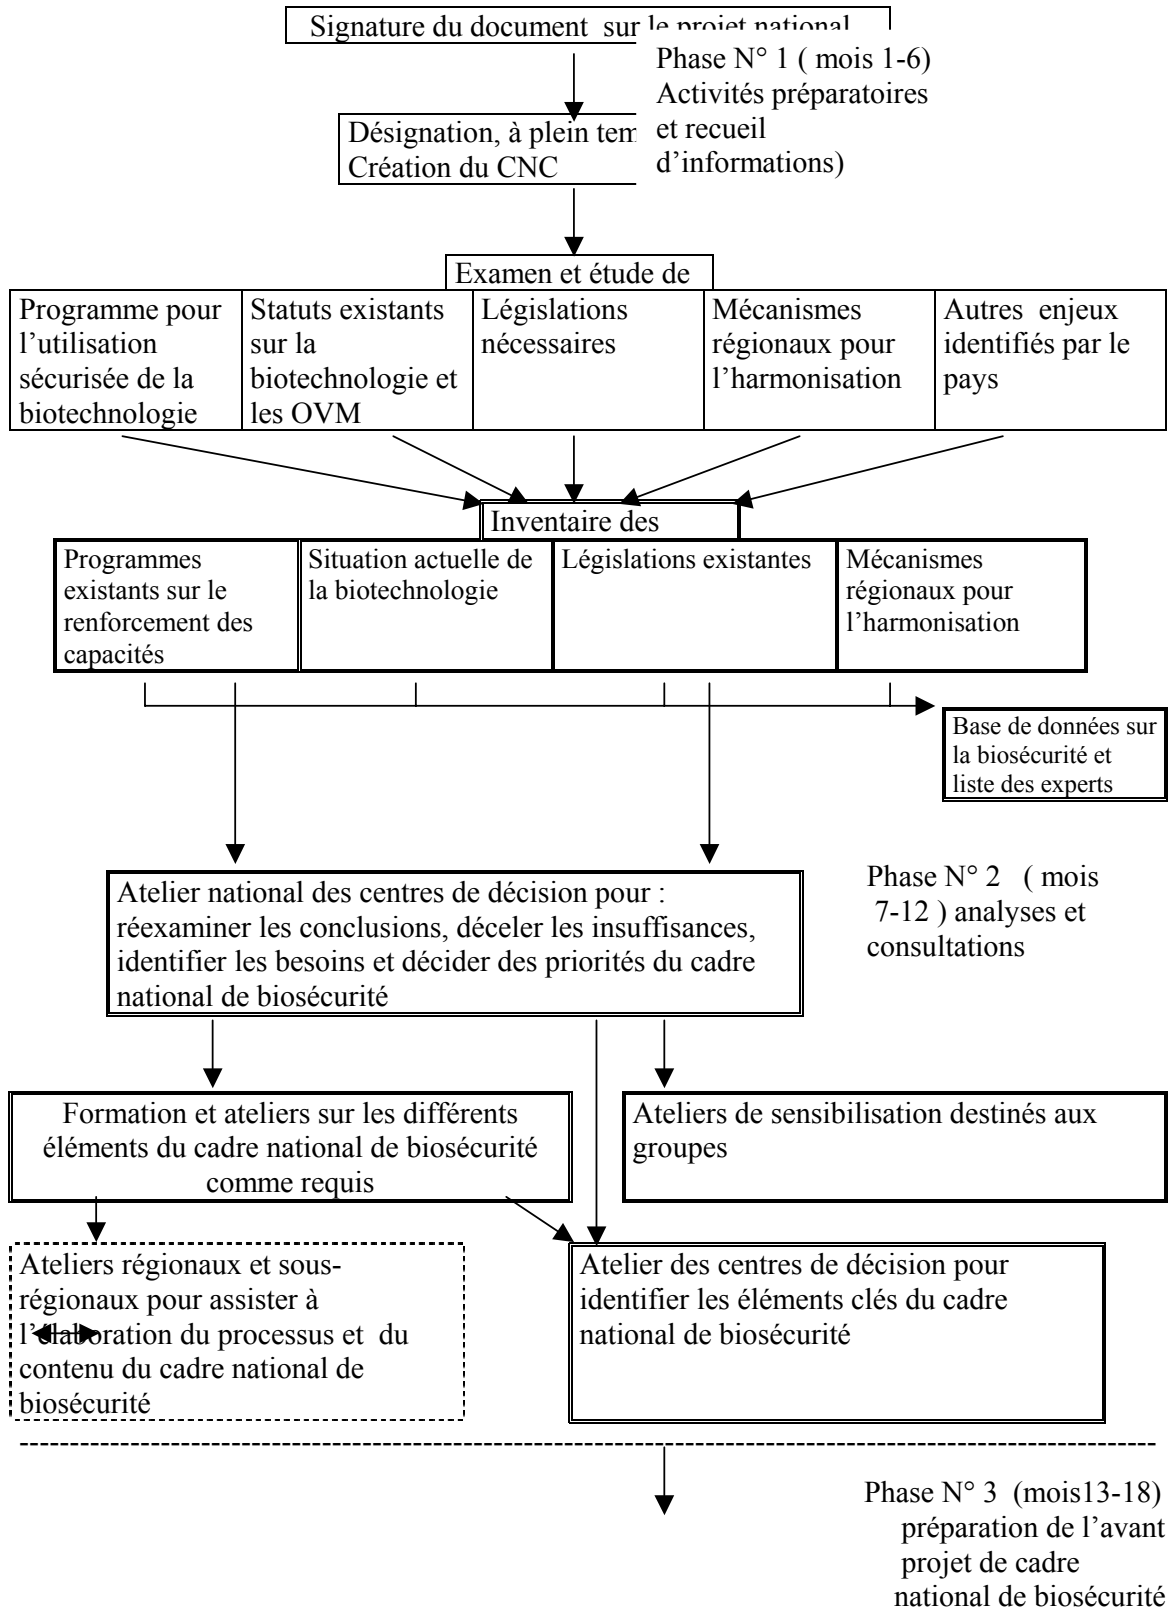 Signature du document  sur le projet national
Phase N° 1 ( mois 1-6)
Activités préparatoires
et recueil
d’informations)
Désignation, à plein tem
Création du CNC
Examen et étude de
Programme pour
l’utilisation
sécurisée de la
biotechnologie
Statuts existants
sur la
biotechnologie et
les OVM
Législations
nécessaires
Mécanismes
régionaux pour
l’harmonisation
Autres  enjeux
identifiés par le
pays
Inventaire des
Programmes
existants sur le
renforcement des
capacités
Situation actuelle de
la biotechnologie
Législations existantes
Mécanismes
régionaux pour
l’harmonisation
Base de données sur
la biosécurité et
liste des experts
Atelier national des centres de décision pour :
réexaminer les conclusions, déceler les insuffisances,
identifier les besoins et décider des priorités du cadre
national de biosécurité
Phase N° 2   ( mois
7-12 ) analyses et
consultations
Formation et ateliers sur les différents
éléments du cadre national de biosécurité
comme requis
Ateliers de sensibilisation destinés aux
groupes
Ateliers régionaux et sous-
régionaux pour assister à
l’élaboration du processus et  du
contenu du cadre national de
biosécurité
Atelier des centres de décision pour
identifier les éléments clés du cadre
national de biosécurité
Phase N° 3  (mois13-18)
préparation de l’avant
projet de cadre
national de biosécurité